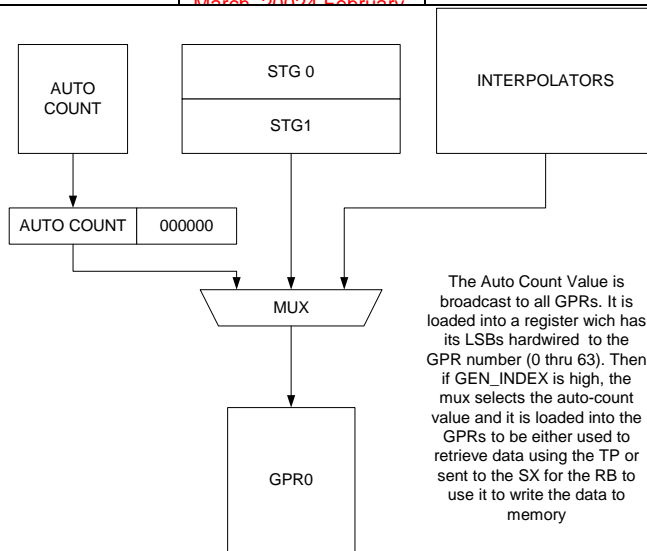 March, 20024 February,
AUTO
COUNT
STG 0
STG1
INTERPOLATORS
AUTO COUNT
000000
MUX
The Auto Count Value is
broadcast to all GPRs. It is
loaded into a register wich has
its LSBs hardwired to the
GPR number (0 thru 63). Then
if GEN_INDEX is high, the
mux selects the auto-count
value and it is loaded into the
GPRs to be either used to
retrieve data using the TP or
sent to the SX for the RB to
use it to write the data to
memory
GPR0